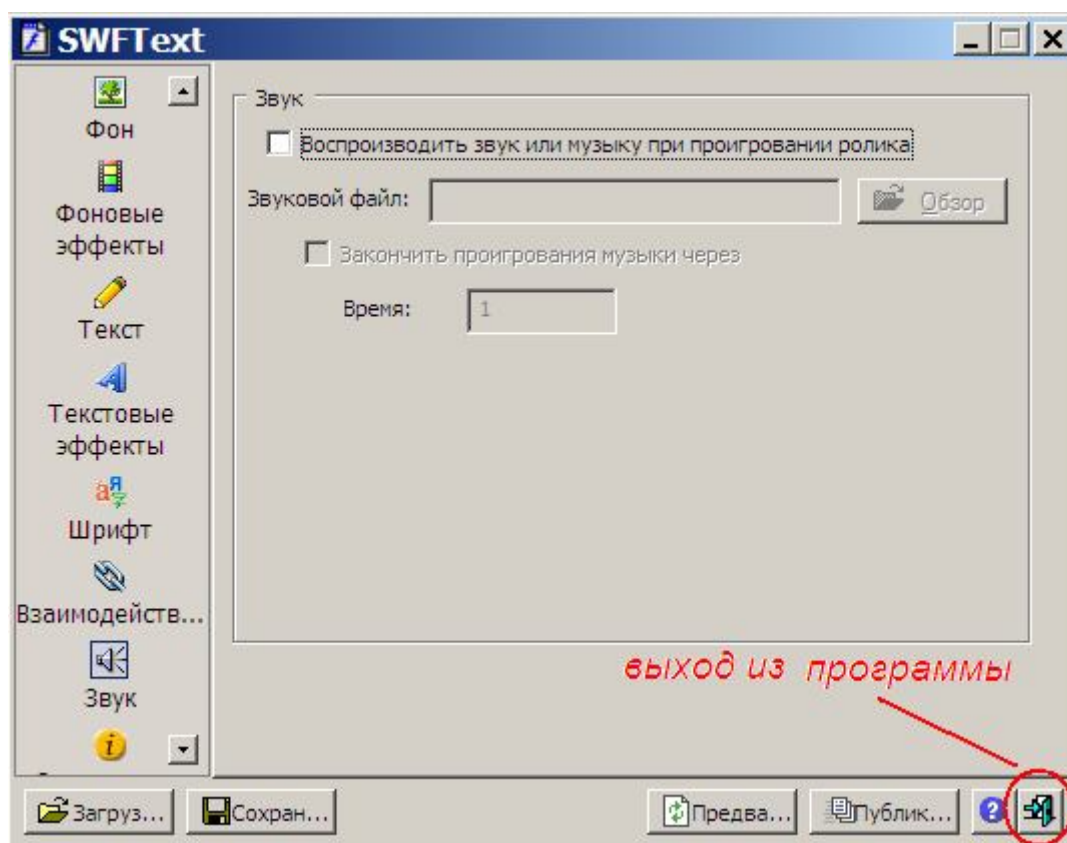 SWFText
Фон
Фоновые
эффекты
Текст
Текстовые
эффекты
Шрифт
Взаимодейств...
Звук
Звук
Воспроизводить звук или музыку при проигровании ролика
Звуковой файл:
Обзор
Закончить проигрования музыки через
Время: 1
выход из программы
Загруз... Сохран... Предва... Публик... ?